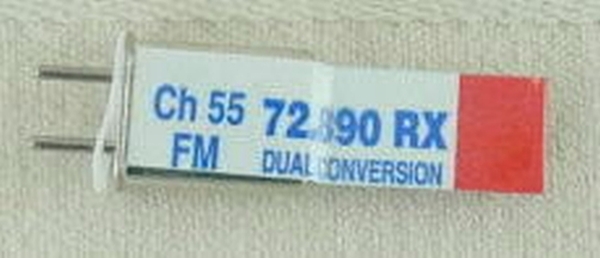 Ch 55 72.890 RX
FM DUAL CONVERSION